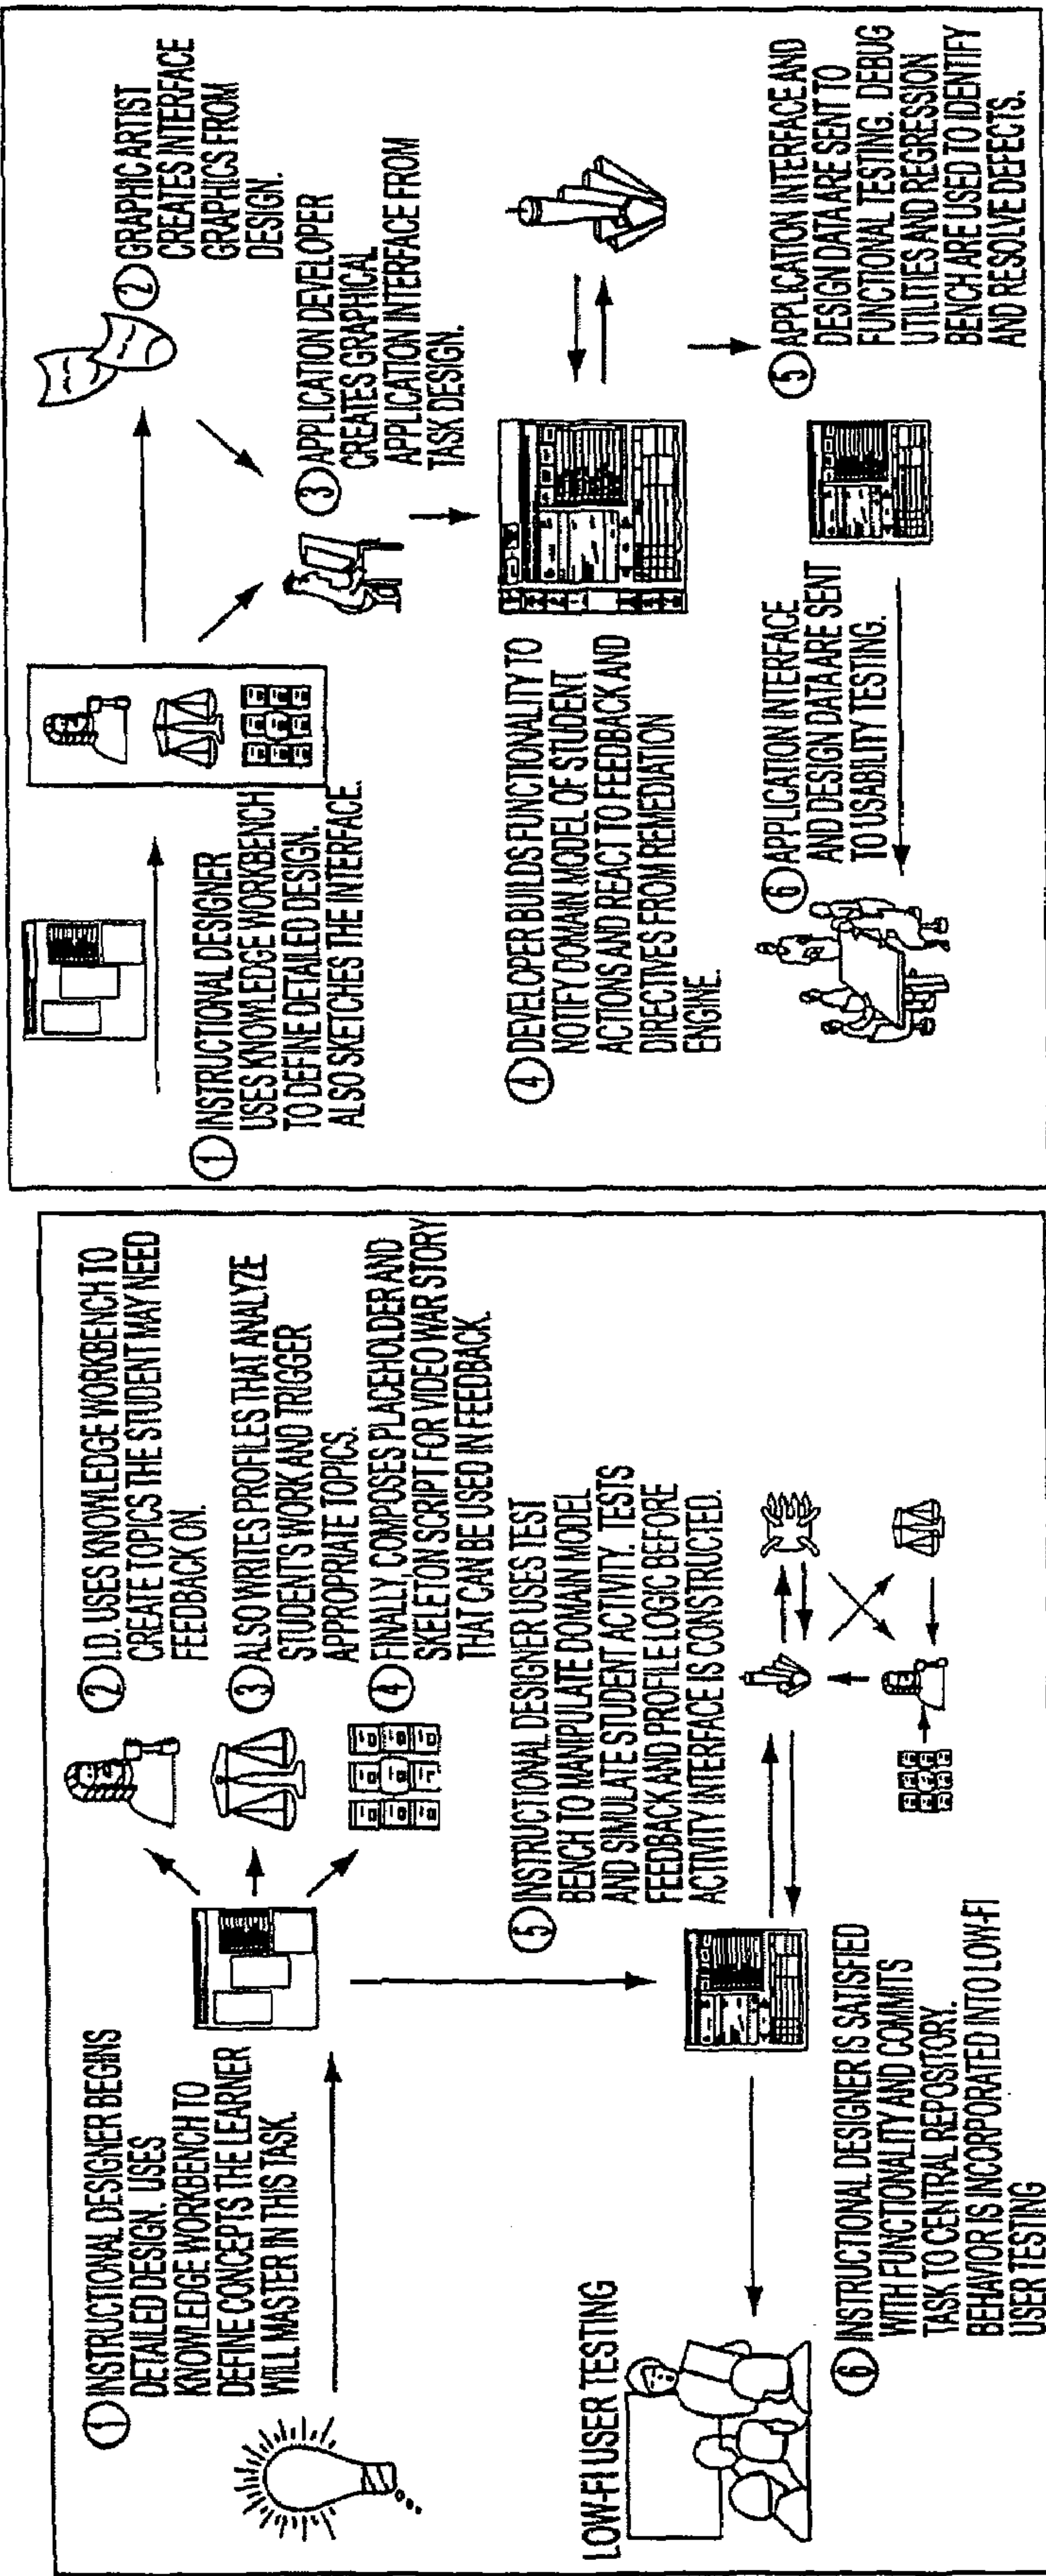 1 INSTRUCTIONAL DESIGNER BEGINS
DETAILED DESIGN. USES
KNOWLEDGE WORKBENCH TO
DEFINE CONCEPTS THE LEARNER
WILL MASTER IN THIS TASK.
2 I.D. USES KNOWLEDGE WORKBENCH TO
CREATE TOPICS THE STUDENT MAY NEED
FEEDBACK ON.
3 ALSO WRITES PROFILES THAT ANALYZE
STUDENT'S WORK AND TRIGGER
APPROPRIATE TOPICS.
4 FINALLY, COMPOSES PLACEHOLDER AND
SKELETON SCRIPT FOR VIDEO WAR STORY
THAT CAN BE USED IN FEEDBACK.
5 INSTRUCTIONAL DESIGNER USES TEST
BENCH TO MANIPULATE DOMAIN MODEL
AND SIMULATE STUDENT ACTIVITY. TESTS
FEEDBACK AND PROFILE LOGIC BEFORE
ACTIVITY INTERFACE IS CONSTRUCTED.
LOW-FI USER TESTING
6 INSTRUCTIONAL DESIGNER IS SATISFIED
WITH FUNCTIONALITY AND COMMITS
TASK TO CENTRAL REPOSITORY.
BEHAVIOR IS INCORPORATED INTO LOW-FI
USER TESTING
1 INSTRUCTIONAL DESIGNER
USES KNOWLEDGE WORKBENCH
TO DEFINE DETAILED DESIGN.
ALSO SKETCHES THE INTERFACE.
2 GRAPHIC ARTIST
CREATES INTERFACE
GRAPHICS FROM
DESIGN.
3 APPLICATION DEVELOPER
CREATES GRAPHICAL
APPLICATION INTERFACE FROM
TASK DESIGN.
4 DEVELOPER BUILDS FUNCTIONALITY TO
NOTIFY DOMAIN MODEL OF STUDENT
ACTIONS AND REACT TO FEEDBACK AND
DIRECTIVES FROM REMEDIATION
ENGINE.
5 APPLICATION INTERFACE AND
DESIGN DATA ARE SENT TO
FUNCTIONAL TESTING. DEBUG
UTILITIES AND REGRESSION
BENCH ARE USED TO IDENTIFY
AND RESOLVE DEFECTS.
6 APPLICATION INTERFACE
AND DESIGN DATA ARE SENT
TO USABILITY TESTING.